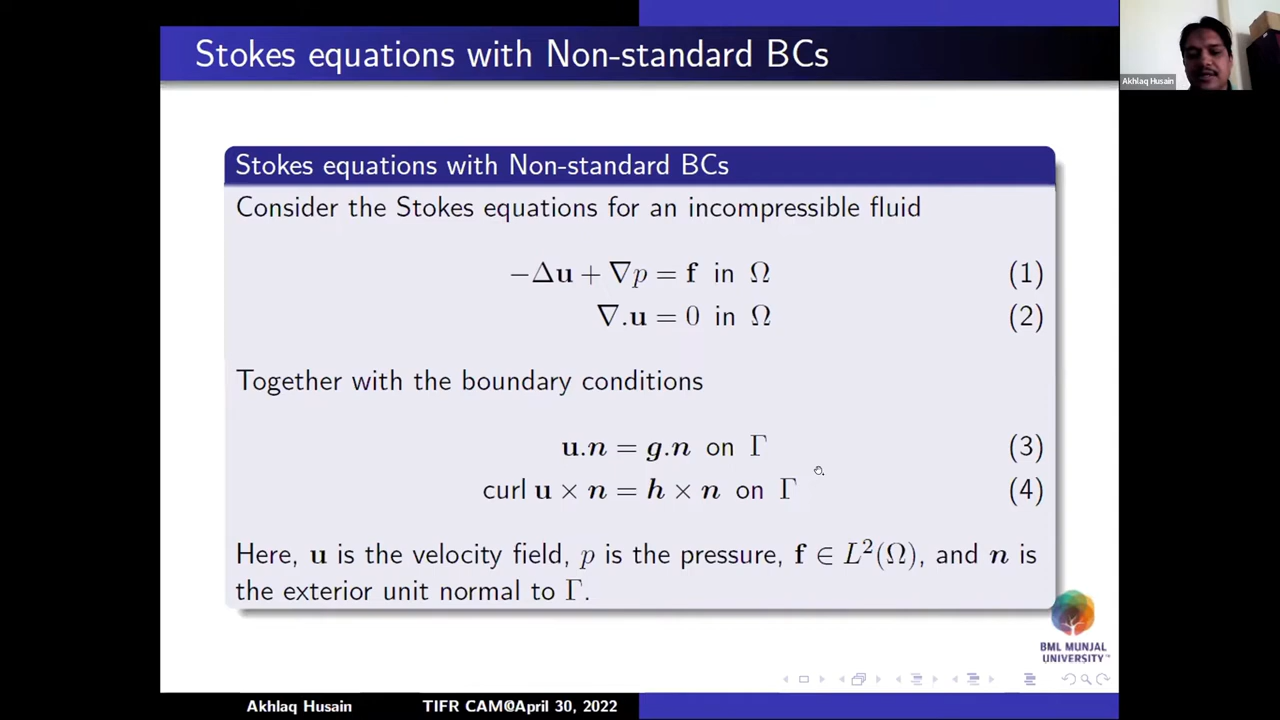 Stokes equations with Non-standard BCs
Akhlaq Husain
Stokes equations with Non-standard BCs
Consider the Stokes equations for an incompressible fluid
−Δu + ∇p = f in Ω (1)
∇.u = 0 in Ω (2)
Together with the boundary conditions
u.n = g.n on Γ (3)
curl u × n = h × n on Γ (4)
Here, u is the velocity field, p is the pressure, f ∈ L²(Ω), and n is
the exterior unit normal to Γ.
BML MUNJAL
UNIVERSITY™
Akhlaq Husain TIFR CAM@April 30, 2022